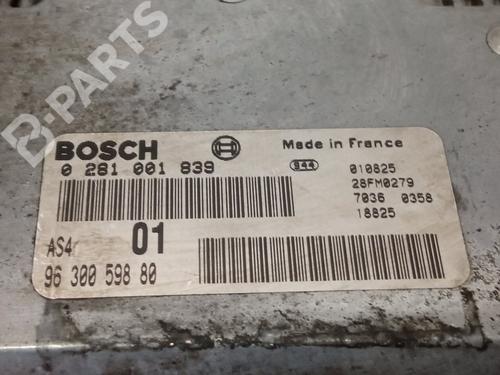 B-PARTS
BOSCH
Made in France
0 281 001 839
S44
010825
28FM0279
7036 0358
18825
AS4 01
96 300 598 80